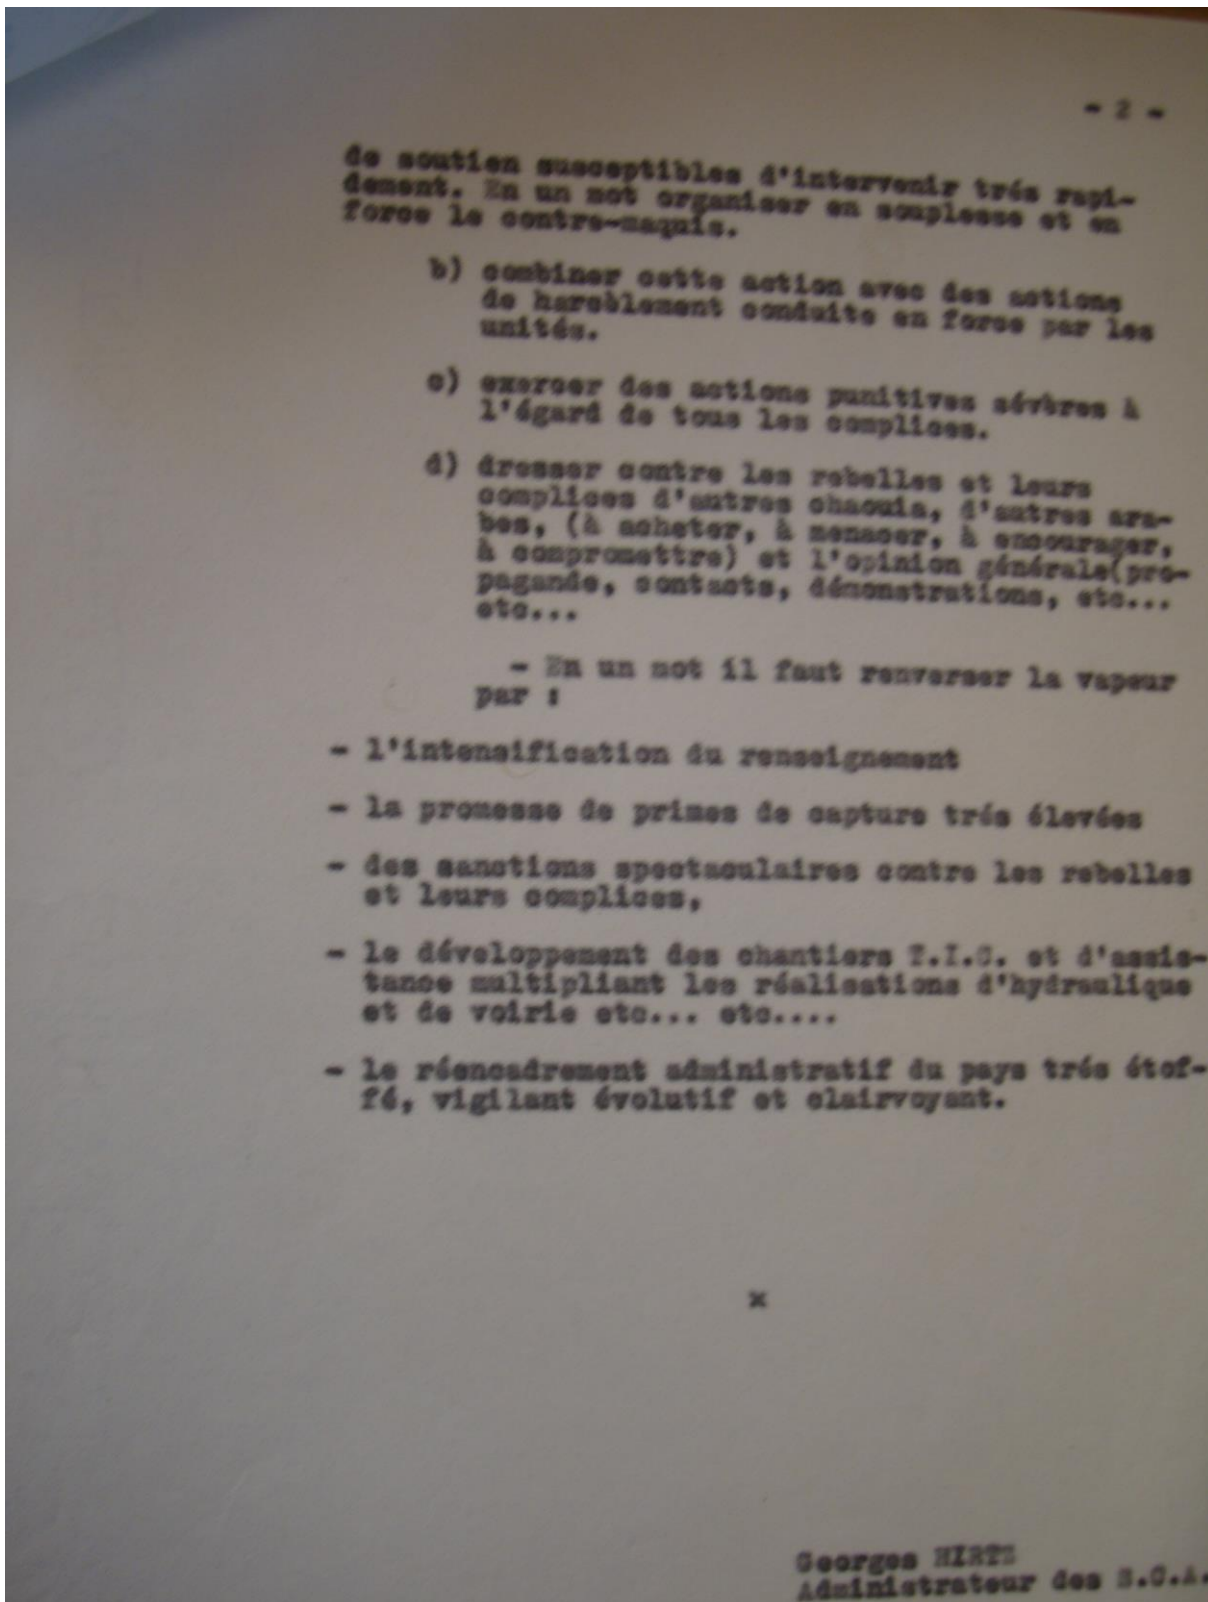 - 2 -
de soutien susceptibles d'intervenir trés rapi-
dement. En un mot organiser en souplesse et en
force le contre-maquis.
b) combiner cette action avec des actions
de harcèlement conduite en force par les
unités.
c) exercer des actions punitives sévères à
l'égard de tous les complices.
d) dresser contre les rebelles et leurs
complices d'autres chaouia, d'autres ara-
bes, (à acheter, à menacer, à encourager,
à compromettre) et l'opinion générale(pro-
pagande, contacts, démonstrations, etc...
etc...
- En un mot il faut renverser la vapeur
par :
- l'intensification du renseignement
- la promesse de primes de capture trés élevées
- des sanctions spectaculaires contre les rebelles
et leurs complices,
- le développement des chantiers T.I.C. et d'assis-
tance multipliant les réalisations d'hydraulique
et de voirie etc... etc....
- le réencadrement administratif du pays trés étof-
fé, vigilant évolutif et clairvoyant.
x
Georges HIRTZ
Administrateur des S.C.A.